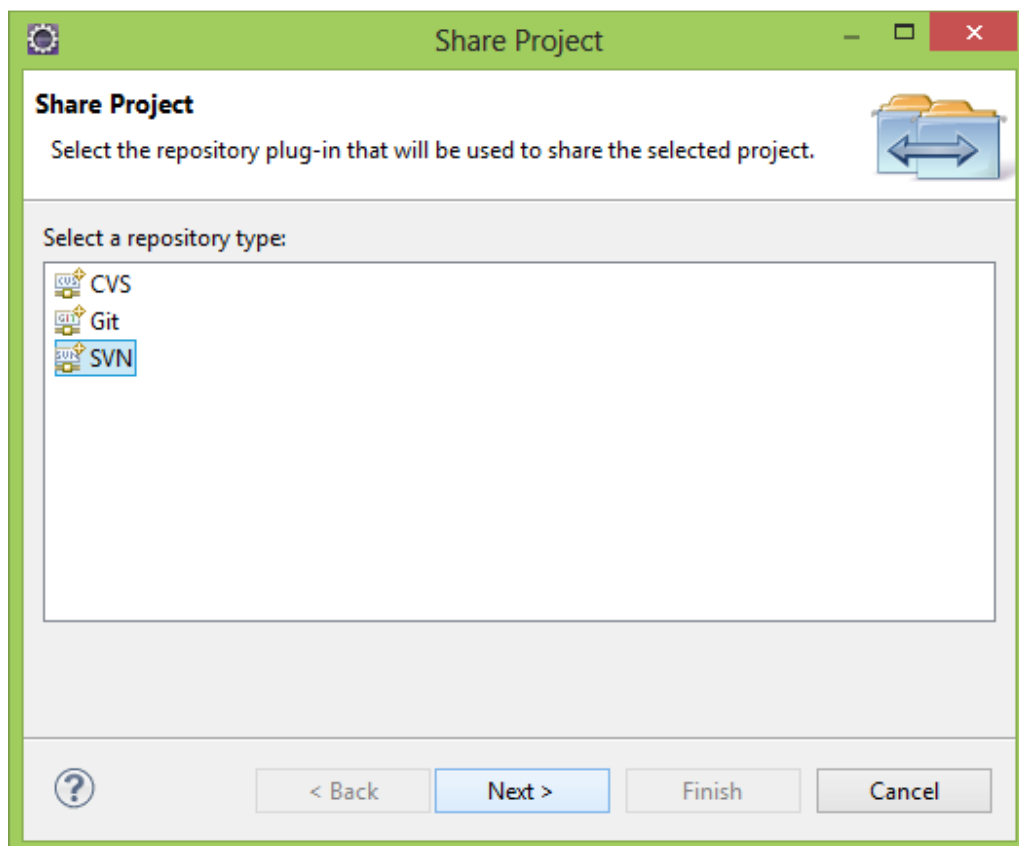 Share Project
Share Project
Select the repository plug-in that will be used to share the selected project.
Select a repository type:
CVS
Git
SVN
< Back Next > Finish Cancel